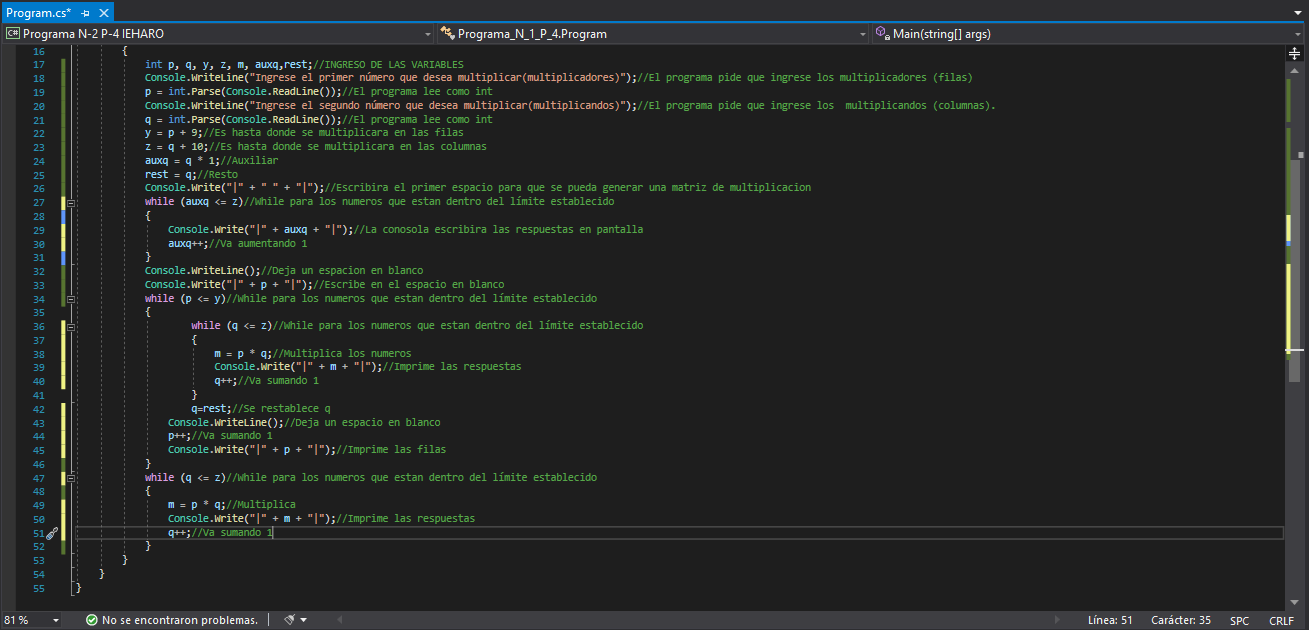 Program.cs*
C# Programa N-2 P-4 IEHARO Programa_N_1_P_4.Program Main(string[] args)
16 {
17 int p, q, y, z, m, auxq,rest;//INGRESO DE LAS VARIABLES
18 Console.WriteLine("Ingrese el primer número que desea multiplicar(multiplicadores)");//El programa pide que ingrese los multiplicadores (filas)
19 p = int.Parse(Console.ReadLine());//El programa lee como int
20 Console.WriteLine("Ingrese el segundo número que desea multiplicar(multiplicandos)");//El programa pide que ingrese los  multiplicandos (columnas).
21 q = int.Parse(Console.ReadLine());//El programa lee como int
22 y = p + 9;//Es hasta donde se multiplicara en las filas
23 z = q + 10;//Es hasta donde se multiplicara en las columnas
24 auxq = q * 1;//Auxiliar
25 rest = q;//Resto
26 Console.Write("|" + " " + "|");//Escribira el primer espacio para que se pueda generar una matriz de multiplicacion
27 while (auxq <= z)//While para los numeros que estan dentro del límite establecido
28 {
29 Console.Write("|" + auxq + "|");//La conosola escribira las respuestas en pantalla
30 auxq++;//Va aumentando 1
31 }
32 Console.WriteLine();//Deja un espacion en blanco
33 Console.Write("|" + p + "|");//Escribe en el espacio en blanco
34 while (p <= y)//While para los numeros que estan dentro del límite establecido
35 {
36 while (q <= z)//While para los numeros que estan dentro del límite establecido
37 {
38 m = p * q;//Multiplica los numeros
39 Console.Write("|" + m + "|");//Imprime las respuestas
40 q++;//Va sumando 1
41 }
42 q=rest;//Se restablece q
43 Console.WriteLine();//Deja un espacio en blanco
44 p++;//Va sumando 1
45 Console.Write("|" + p + "|");//Imprime las filas
46 }
47 while (q <= z)//While para los numeros que estan dentro del límite establecido
48 {
49 m = p * q;//Multiplica
50 Console.Write("|" + m + "|");//Imprime las respuestas
51 q++;//Va sumando 1
52 }
53 }
54 }
55 }
81 % No se encontraron problemas. Línea: 51 Carácter: 35 SPC CRLF